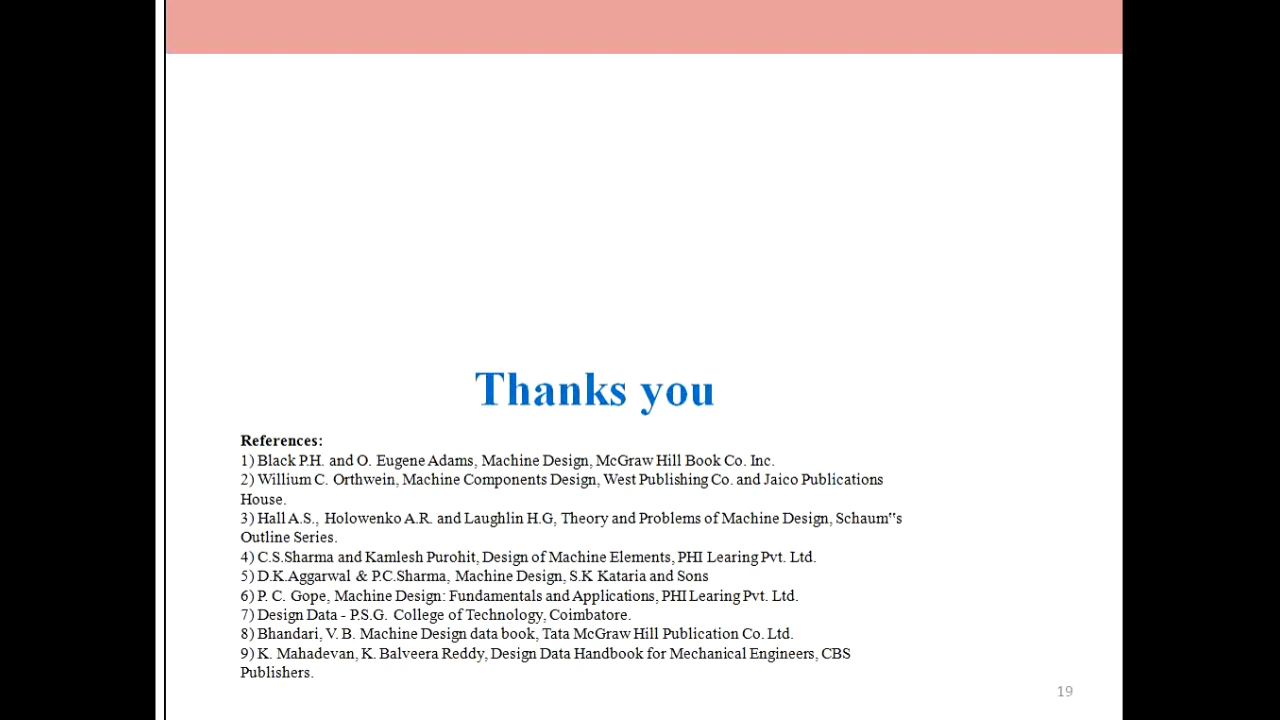 Thanks you
References:
1) Black P.H. and O. Eugene Adams, Machine Design, McGraw Hill Book Co. Inc.
2) Willium C. Orthwein, Machine Components Design, West Publishing Co. and Jaico Publications
House.
3) Hall A.S., Holowenko A.R. and Laughlin H.G, Theory and Problems of Machine Design, Schaum‟s
Outline Series.
4) C.S.Sharma and Kamlesh Purohit, Design of Machine Elements, PHI Learing Pvt. Ltd.
5) D.K.Aggarwal & P.C.Sharma, Machine Design, S.K Kataria and Sons
6) P. C. Gope, Machine Design: Fundamentals and Applications, PHI Learing Pvt. Ltd.
7) Design Data - P.S.G. College of Technology, Coimbatore.
8) Bhandari, V. B. Machine Design data book, Tata McGraw Hill Publication Co. Ltd.
9) K. Mahadevan, K. Balveera Reddy, Design Data Handbook for Mechanical Engineers, CBS
Publishers.
19